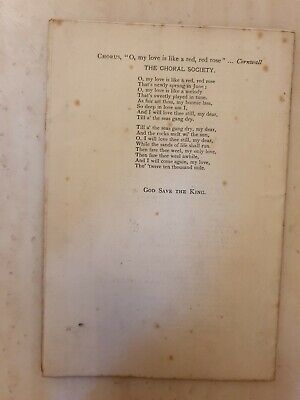 CHORUS, "O, my love is like a red, red rose" ... Cornwall
THE CHORAL SOCIETY.
O, my love is like a red, red rose
That's newly sprung in June;
O, my love is like a melody
That's sweetly played in tune.
As fair art thou, my bonnie lass,
So deep in love am I,
And I will love thee still, my dear,
Till a' the seas gang dry.
Till a' the seas gang dry, my dear,
And the rocks melt wi' the sun,
O, I will love thee still, my dear,
While the sands of life shall run.
Then fare thee weel, my only love,
Then fare thee weel awhile,
And I will come again, my love,
Tho' 'twere ten thousand mile.
GOD SAVE THE KING.